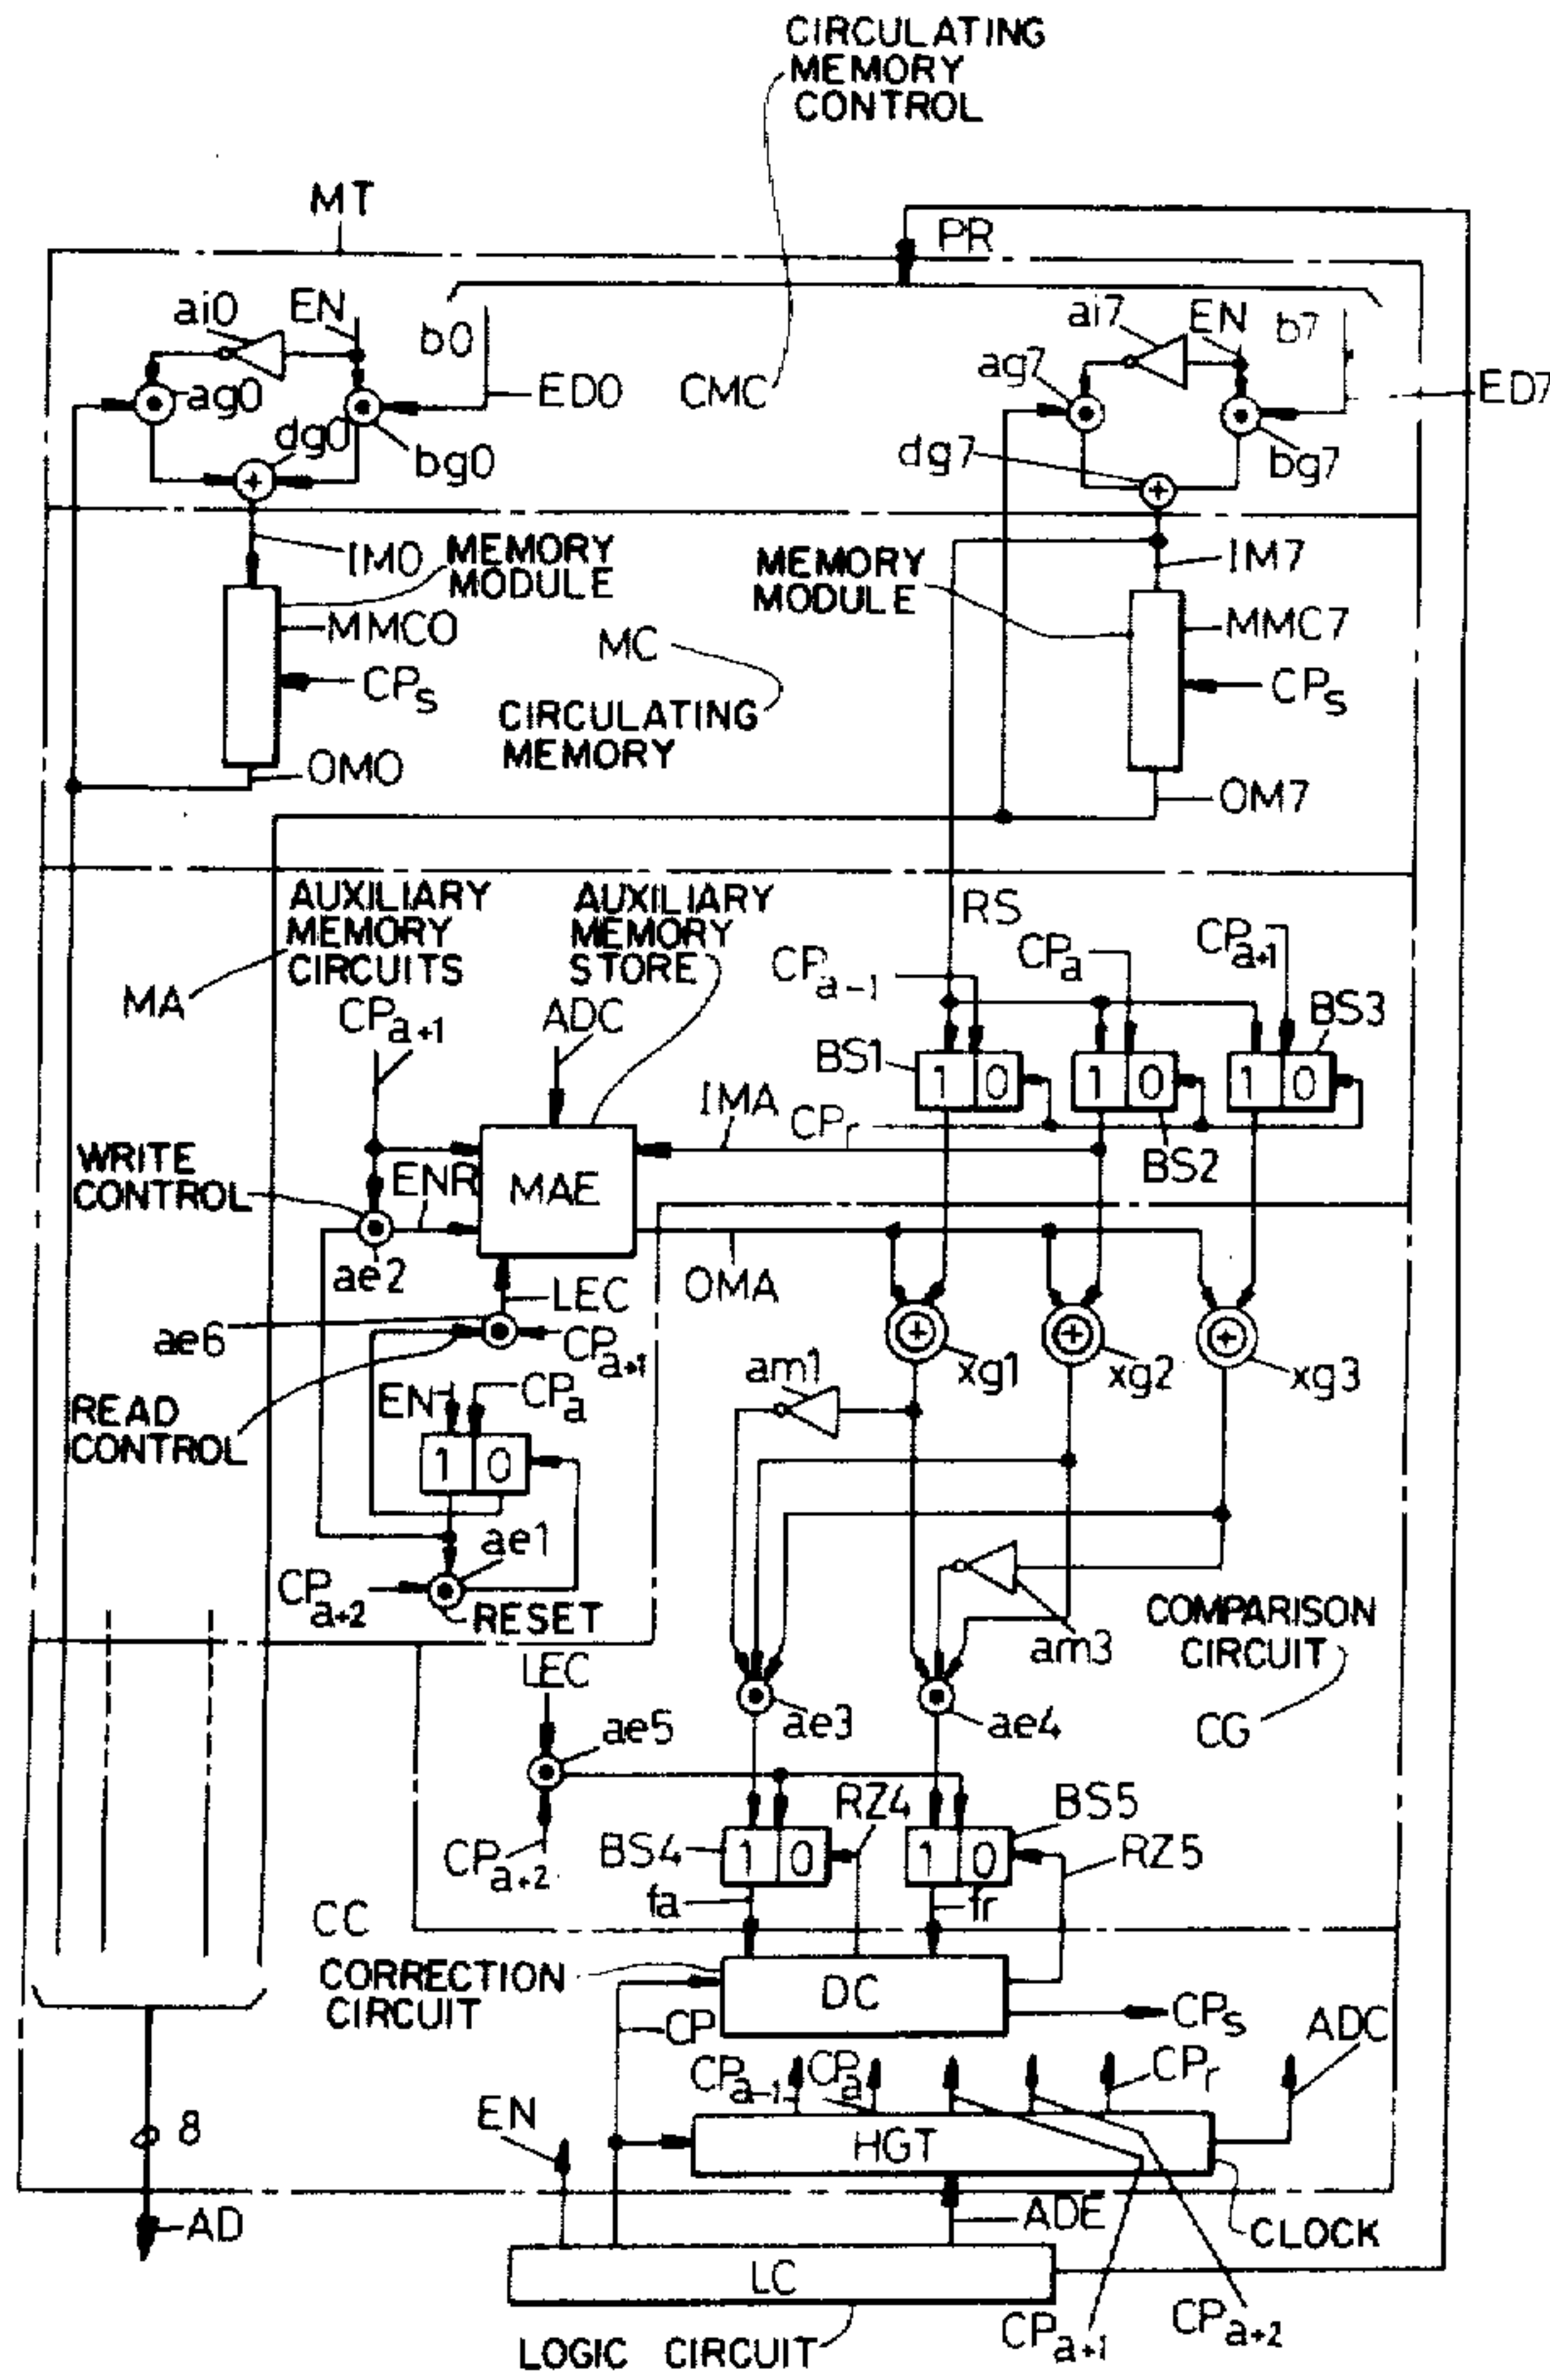 CIRCULATING
MEMORY
CONTROL
MT
PR
ai0
EN
b0
ai7
EN
b7
ag0
ED0
CMC
ag7
ED7
dg0
bg0
dg7
bg7
IM0
MEMORY
MODULE
MEMORY
MODULE
IM7
MMC0
MMC7
MC
CPs
CPs
CIRCULATING
MEMORY
OM0
OM7
AUXILIARY
MEMORY
CIRCUITS
AUXILIARY
MEMORY
STORE
RS
CPa-1
CPa
CPa+1
MA
CPa+1
ADC
BS3
BS1
1 0
1 0
1 0
IMA
CPr
BS2
WRITE
CONTROL
ENR
MAE
ae2
OMA
LEC
ae6
CPa+1
xg1
xg2
xg3
am1
READ
CONTROL
EN
CPa
1 0
ae1
CPa+2
RESET
COMPARISON
CIRCUIT
am3
LEC
ae3
ae4
CG
ae5
RZ4
BS5
BS4
1 0
1 0
RZ5
CPa+2
fa
fr
CC
CORRECTION
CIRCUIT
DC
CP
CPs
ADC
CPa-1
CPa
CPr
EN
8
HGT
AD
ADE
CLOCK
LC
CPa+1
CPa+2
LOGIC CIRCUIT